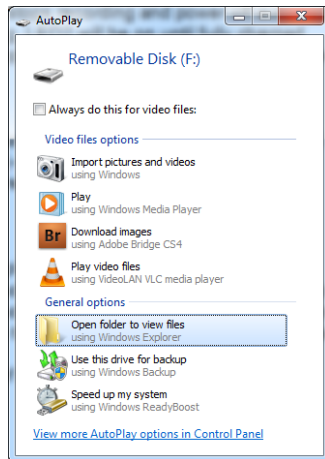 AutoPlay
Removable Disk (F:)
Always do this for video files:
Video files options
Import pictures and videos
using Windows
Play
using Windows Media Player
Br
Download images
using Adobe Bridge CS4
Play video files
using VideoLAN VLC media player
General options
Open folder to view files
using Windows Explorer
Use this drive for backup
using Windows Backup
Speed up my system
using Windows ReadyBoost
View more AutoPlay options in Control Panel